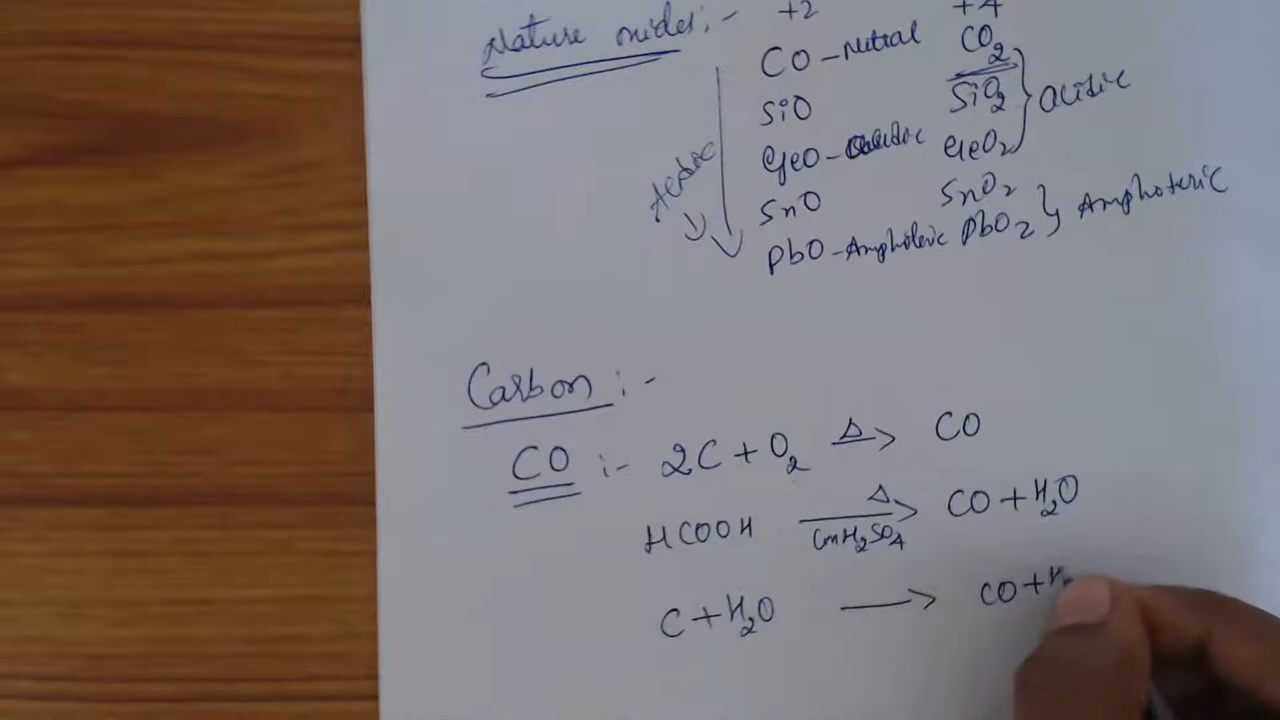 Nature oxides :- +2 +4
CO - Nutral CO2
SiO SiO2 } acidic
GeO - GeO2
SnO SnO2 } Amphoteric
PbO - Amphoteric PbO2
Acidic
Carbon :-
CO :- 2C + O2 Δ> CO
HCOOH Δ> ConH2SO4 CO + H2O
C + H2O → CO + H